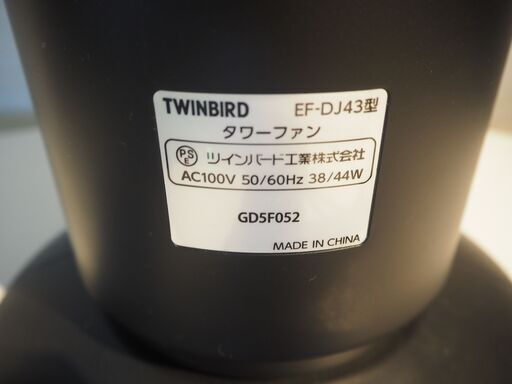 TWINBIRD EF-DJ43型
タワーファン
PSE ツインバード工業株式会社
AC100V 50/60Hz 38/44W
GD5F052
MADE IN CHINA